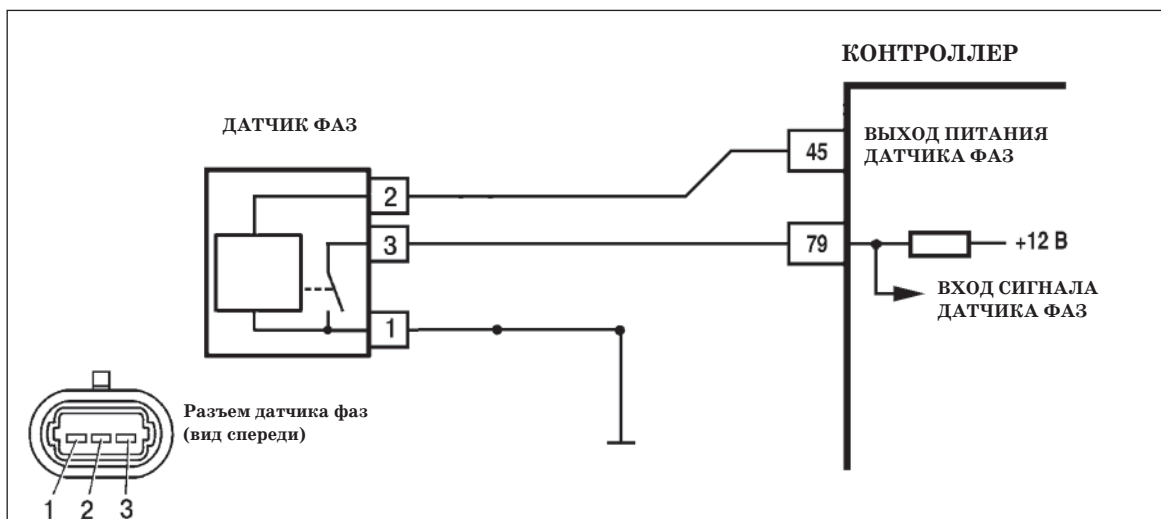 КОНТРОЛЛЕР
ДАТЧИК ФАЗ
45
ВЫХОД ПИТАНИЯ
ДАТЧИКА ФАЗ
2
3
79
+12 В
ВХОД СИГНАЛА
ДАТЧИКА ФАЗ
1
Разъем датчика фаз
(вид спереди)
1 2 3